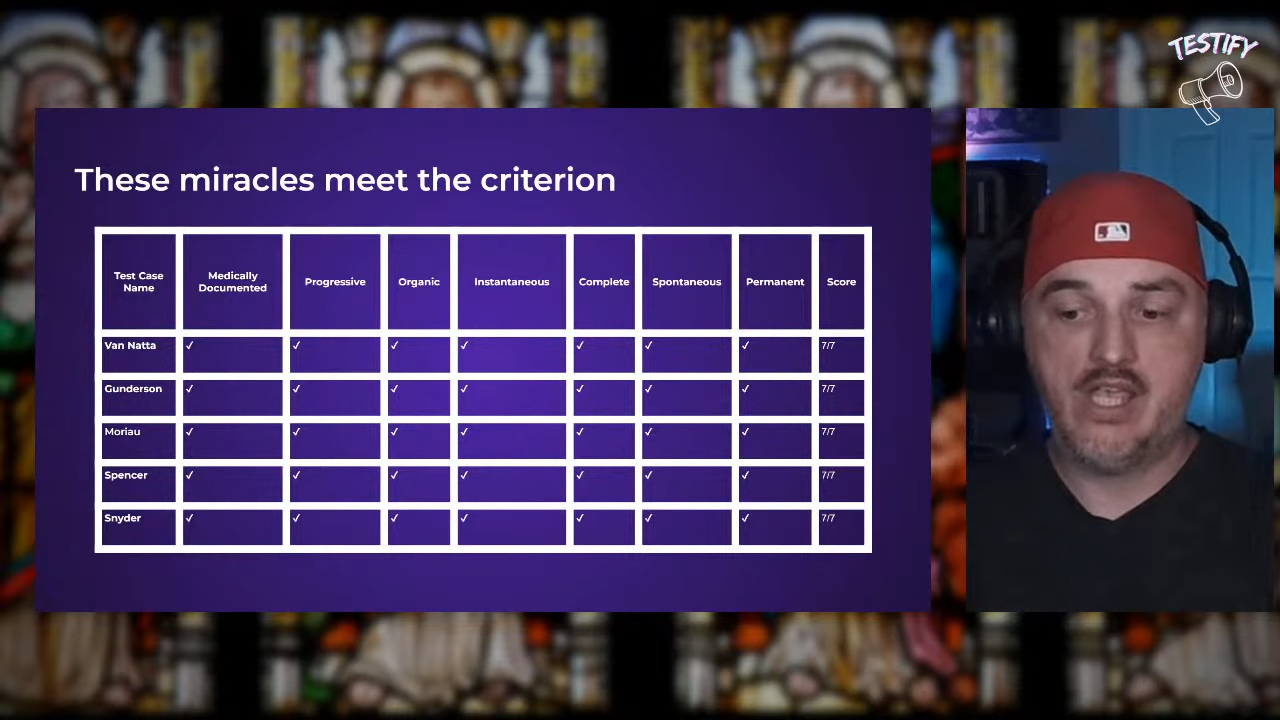 TESTIFY
These miracles meet the criterion
Test Case Name Medically Documented Progressive Organic Instantaneous Complete Spontaneous Permanent Score
Van Natta ✓ ✓ ✓ ✓ ✓ ✓ ✓ 7/7
Gunderson ✓ ✓ ✓ ✓ ✓ ✓ ✓ 7/7
Moriau ✓ ✓ ✓ ✓ ✓ ✓ ✓ 7/7
Spencer ✓ ✓ ✓ ✓ ✓ ✓ ✓ 7/7
Snyder ✓ ✓ ✓ ✓ ✓ ✓ ✓ 7/7